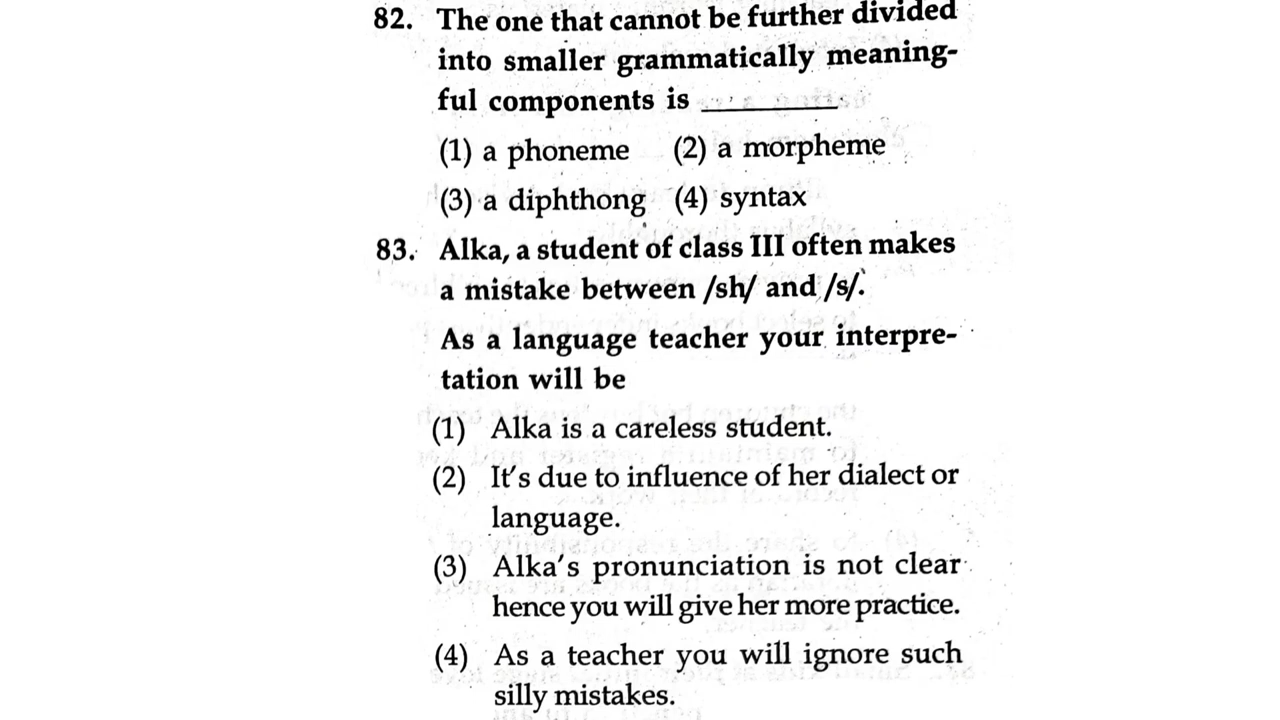 82. The one that cannot be further divided
into smaller grammatically meaning-
ful components is __________
(1) a phoneme (2) a morpheme
(3) a diphthong (4) syntax
83. Alka, a student of class III often makes
a mistake between /sh/ and /s/.
As a language teacher your interpre-
tation will be
(1) Alka is a careless student.
(2) It's due to influence of her dialect or
language.
(3) Alka's pronunciation is not clear
hence you will give her more practice.
(4) As a teacher you will ignore such
silly mistakes.